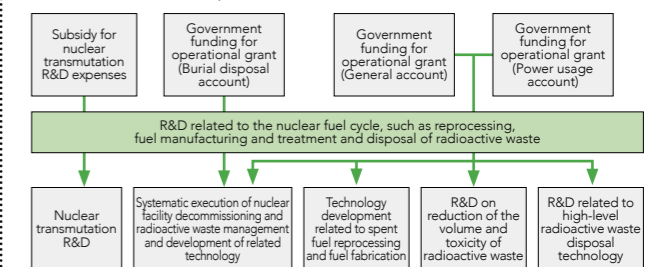 Subsidy for
nuclear
transmutation
R&D expenses
Government
funding for
operational grant
(Burial disposal
account)
Government
funding for
operational grant
(General account)
Government
funding for
operational grant
(Power usage
account)
R&D related to the nuclear fuel cycle, such as reprocessing,
fuel manufacturing and treatment and disposal of radioactive waste
Nuclear
transmutation
R&D
Systematic execution of nuclear
facility decommissioning and
radioactive waste management
and development of related
technology
Technology
development
related to spent
fuel reprocessing
and fuel fabrication
R&D on
reduction of the
volume and
toxicity of
radioactive waste
R&D related to
high-level
radioactive waste
disposal
technology